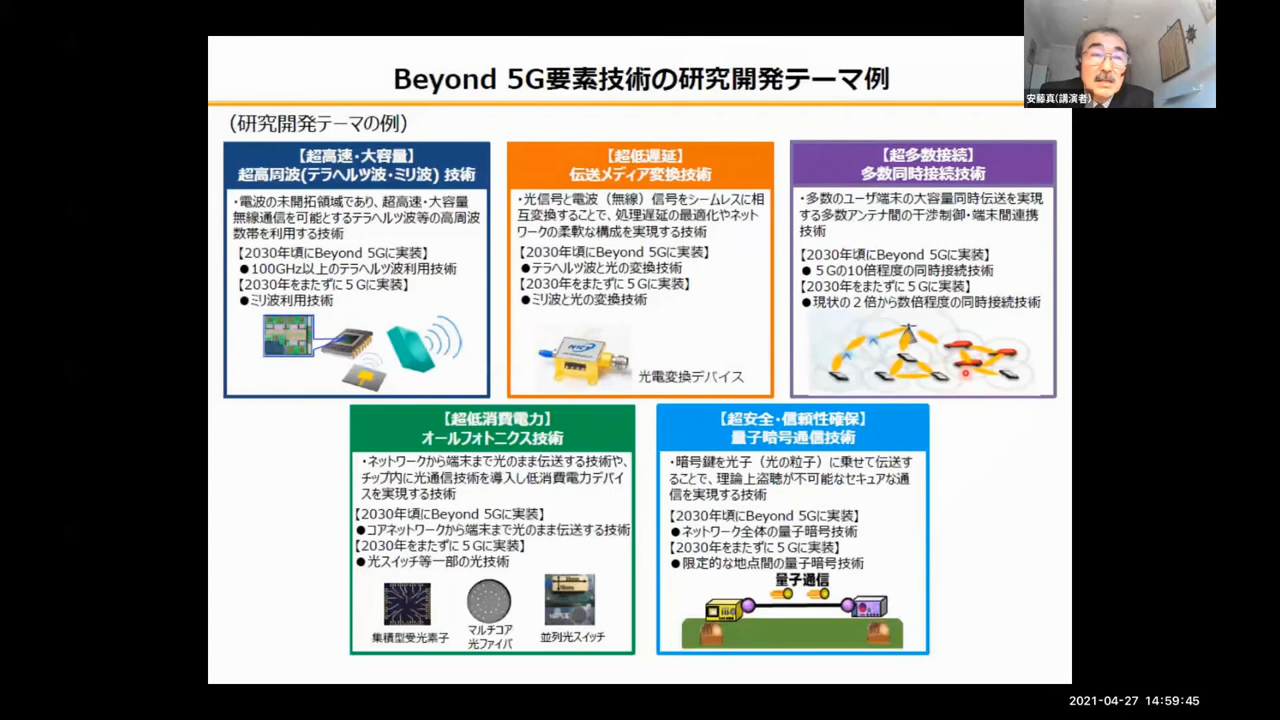 Beyond 5G要素技術の研究開発テーマ例
安藤真(講演者)
（研究開発テーマの例）
【超高速・大容量】
超高周波(テラヘルツ波・ミリ波) 技術
・電波の未開拓領域であり、超高速・大容量
無線通信を可能とするテラヘルツ波等の高周波
数帯を利用する技術
【2030年頃にBeyond 5Gに実装】
●100GHz以上のテラヘルツ波利用技術
【2030年をまたずに５Gに実装】
●ミリ波利用技術
【超低遅延】
伝送メディア変換技術
・光信号と電波（無線）信号をシームレスに相
互変換することで、処理遅延の最適化やネット
ワークの柔軟な構成を実現する技術
【2030年頃にBeyond 5Gに実装】
●テラヘルツ波と光の変換技術
【2030年をまたずに５Gに実装】
●ミリ波と光の変換技術
NICT
光電変換デバイス
【超多数接続】
多数同時接続技術
・多数のユーザ端末の大容量同時伝送を実現
する多数アンテナ間の干渉制御・端末間連携
技術
【2030年頃にBeyond 5Gに実装】
●５Gの10倍程度の同時接続技術
【2030年をまたずに５Gに実装】
●現状の２倍から数倍程度の同時接続技術
【超低消費電力】
オールフォトニクス技術
・ネットワークから端末まで光のまま伝送する技術や、
チップ内に光通信技術を導入し低消費電力デバイ
スを実現する技術
【2030年頃にBeyond 5Gに実装】
●コアネットワークから端末まで光のまま伝送する技術
【2030年をまたずに５Gに実装】
●光スイッチ等一部の光技術
集積型受光素子
マルチコア
光ファイバ
並列光スイッチ
【超安全・信頼性確保】
量子暗号通信技術
・暗号鍵を光子（光の粒子）に乗せて伝送す
ることで、理論上盗聴が不可能なセキュアな通
信を実現する技術
【2030年頃にBeyond 5Gに実装】
●ネットワーク全体の量子暗号技術
【2030年をまたずに５Gに実装】
●限定的な地点間の量子暗号技術
量子通信
2021-04-27 14:59:45